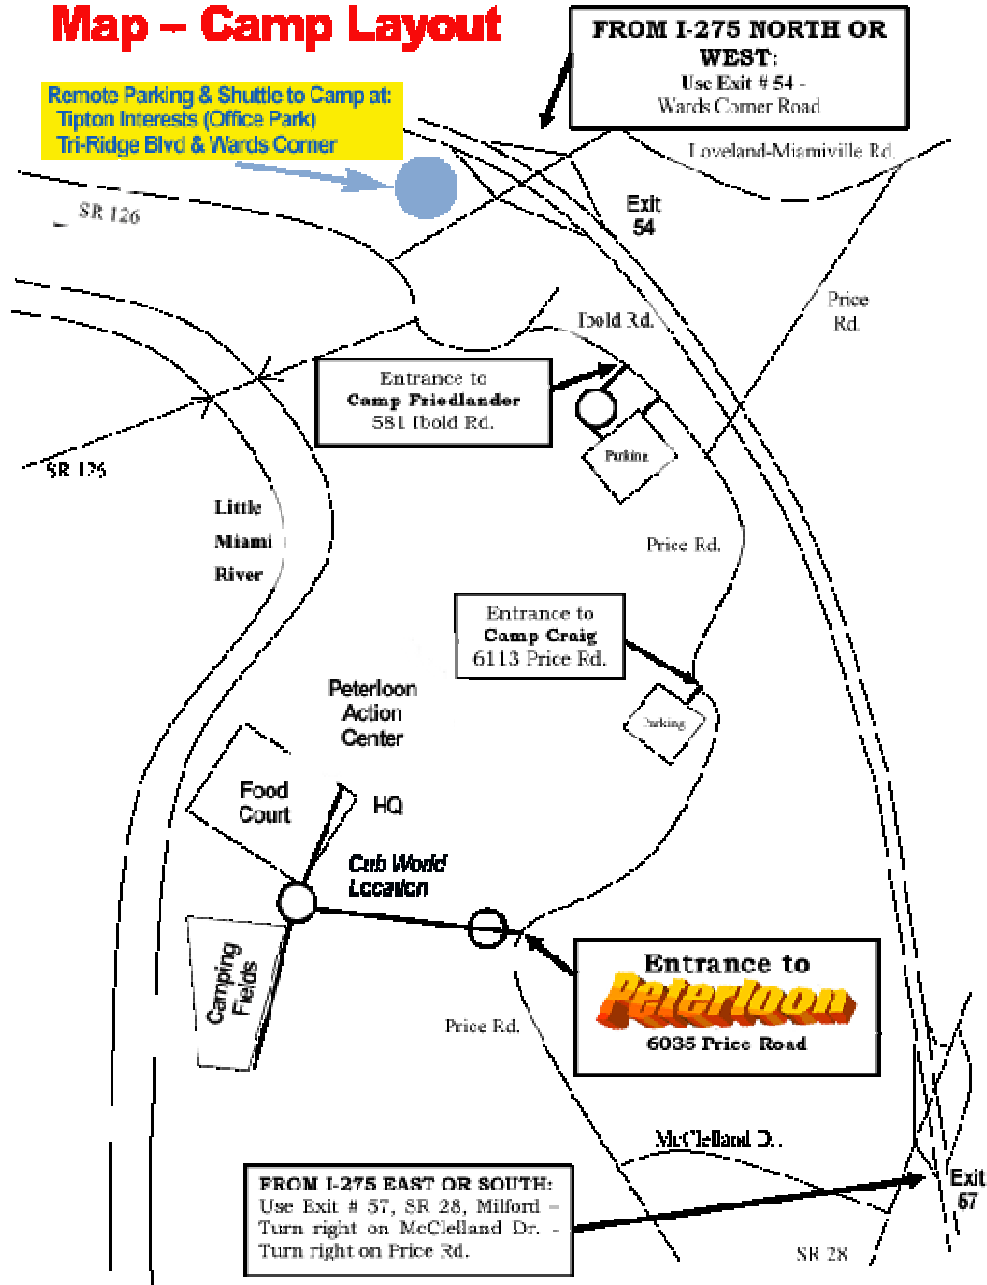 Map – Camp Layout
FROM I-275 NORTH OR
WEST:
Use Exit # 54 -
Wards Corner Road
Remote Parking & Shuttle to Camp at:
Tipton Interests (Office Park)
Tri-Ridge Blvd & Wards Corner
Loveland-Miamiville Rd.
SR 126
Exit
54
Price
Rd.
Ibold Rd.
Entrance to
Camp Friedlander
581 Ibold Rd.
Parking
SR 126
Little
Miami
River
Price Rd.
Entrance to
Camp Craig
6113 Price Rd.
Parking
Peterloon
Action
Center
Food
Court
HQ
Cub World
Location
Camping
Fields
Entrance to
Peterloon
6035 Price Road
Price Rd.
McClelland D..
FROM I-275 EAST OR SOUTH:
Use Exit # 57, SR 28, Milford –
Turn right on McClelland Dr. -
Turn right on Price Rd.
Exit
57
SR 28